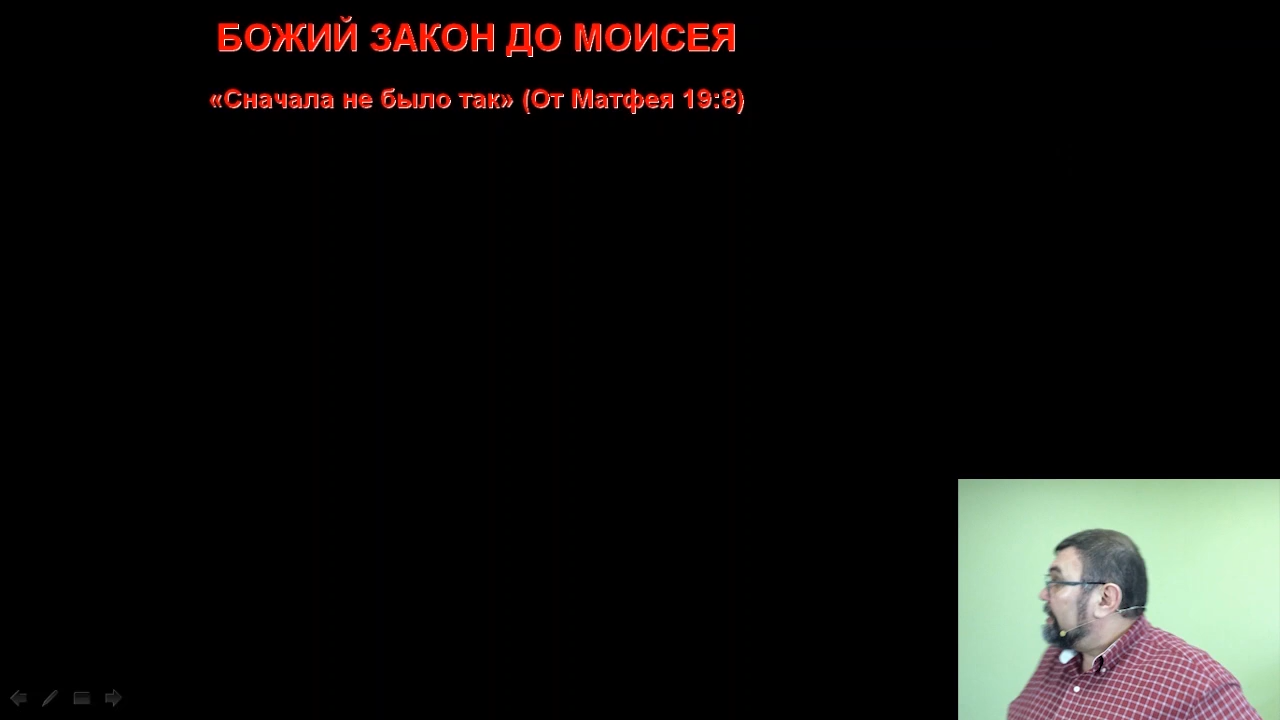 БОЖИЙ ЗАКОН ДО МОИСЕЯ
«Сначала не было так» (От Матфея 19:8)